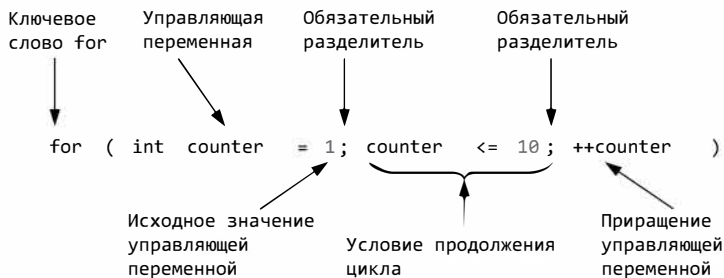 Ключевое слово for
Управляющая переменная
Обязательный разделитель
Обязательный разделитель
for ( int counter = 1; counter <= 10; ++counter )
Исходное значение управляющей переменной
Условие продолжения цикла
Приращение управляющей переменной